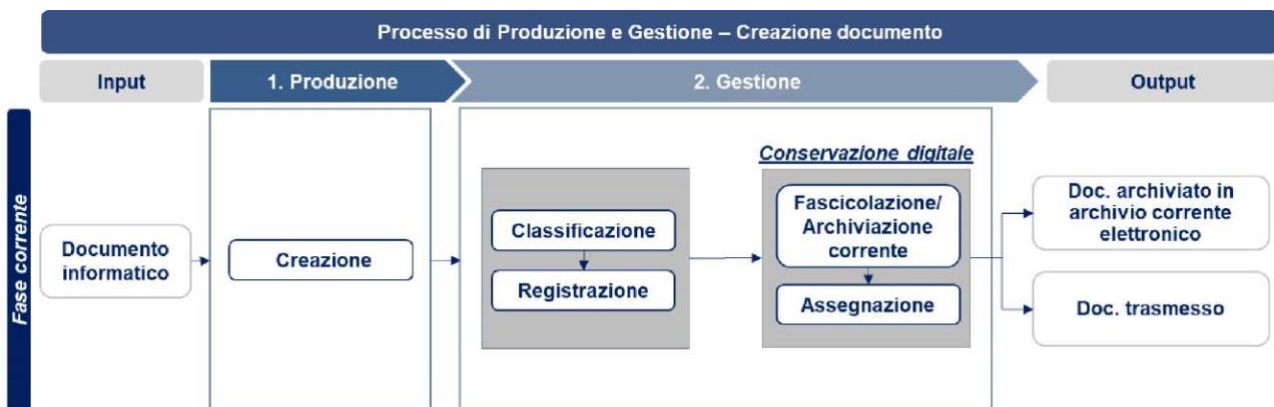 Processo di Produzione e Gestione – Creazione documento
Input
1. Produzione
2. Gestione
Output
Fase corrente
Documento
informatico
Creazione
Classificazione
Registrazione
Conservazione digitale
Fascicolazione/
Archiviazione
corrente
Assegnazione
Doc. archiviato in
archivio corrente
elettronico
Doc. trasmesso